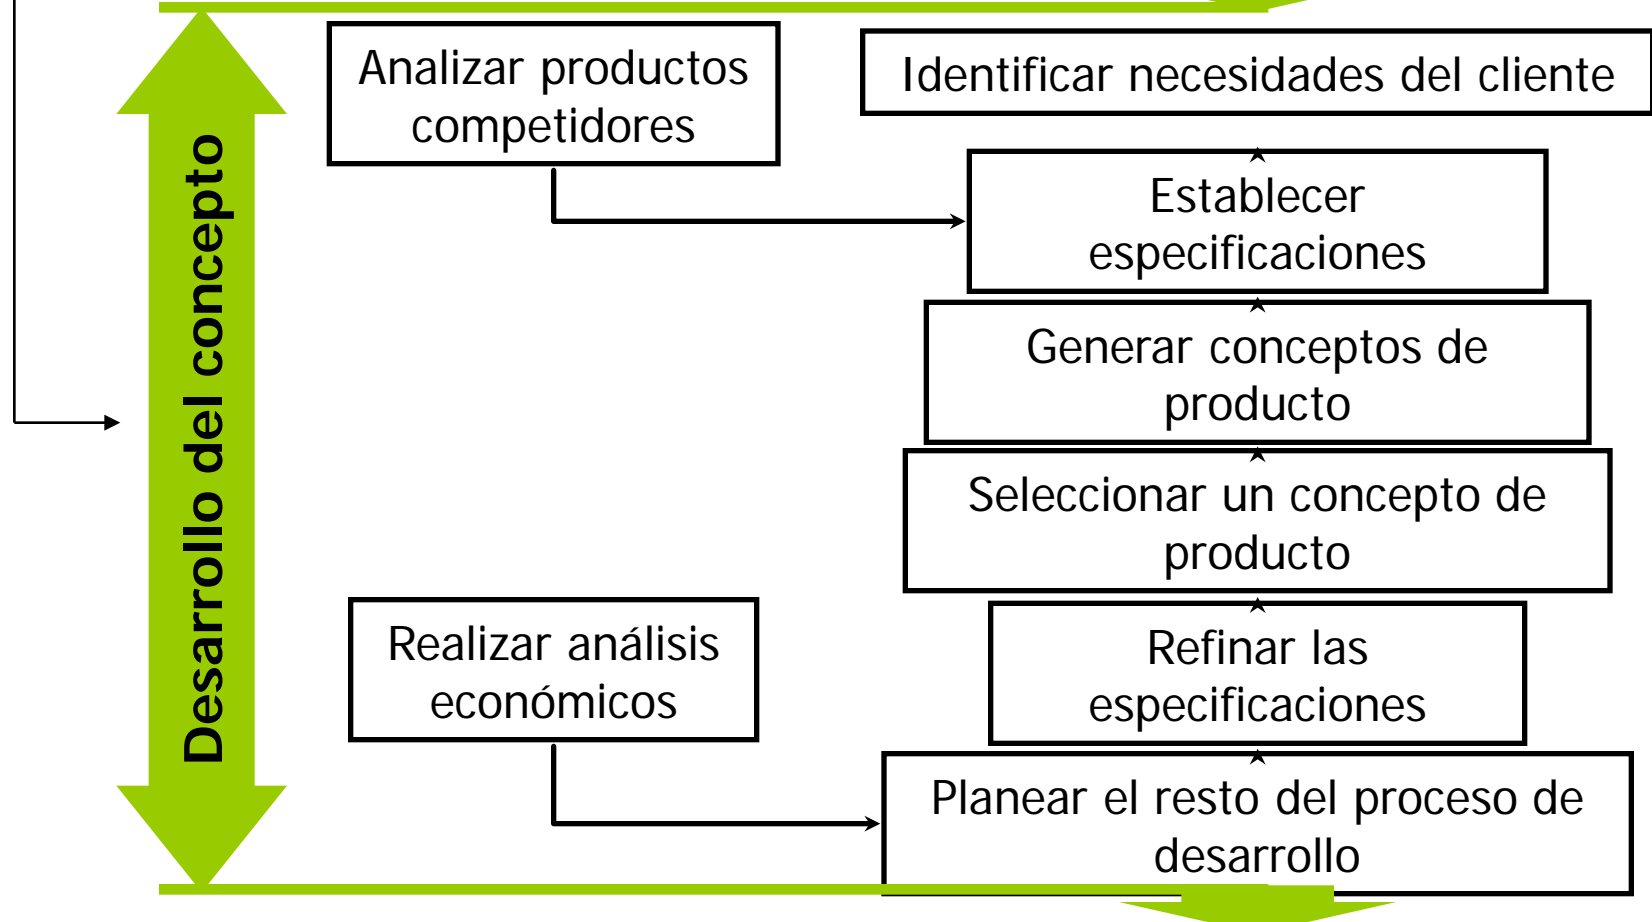 Desarrollo del concepto
Analizar productos
competidores
Identificar necesidades del cliente
Establecer
especificaciones
Generar conceptos de
producto
Seleccionar un concepto de
producto
Realizar análisis
económicos
Refinar las
especificaciones
Planear el resto del proceso de
desarrollo